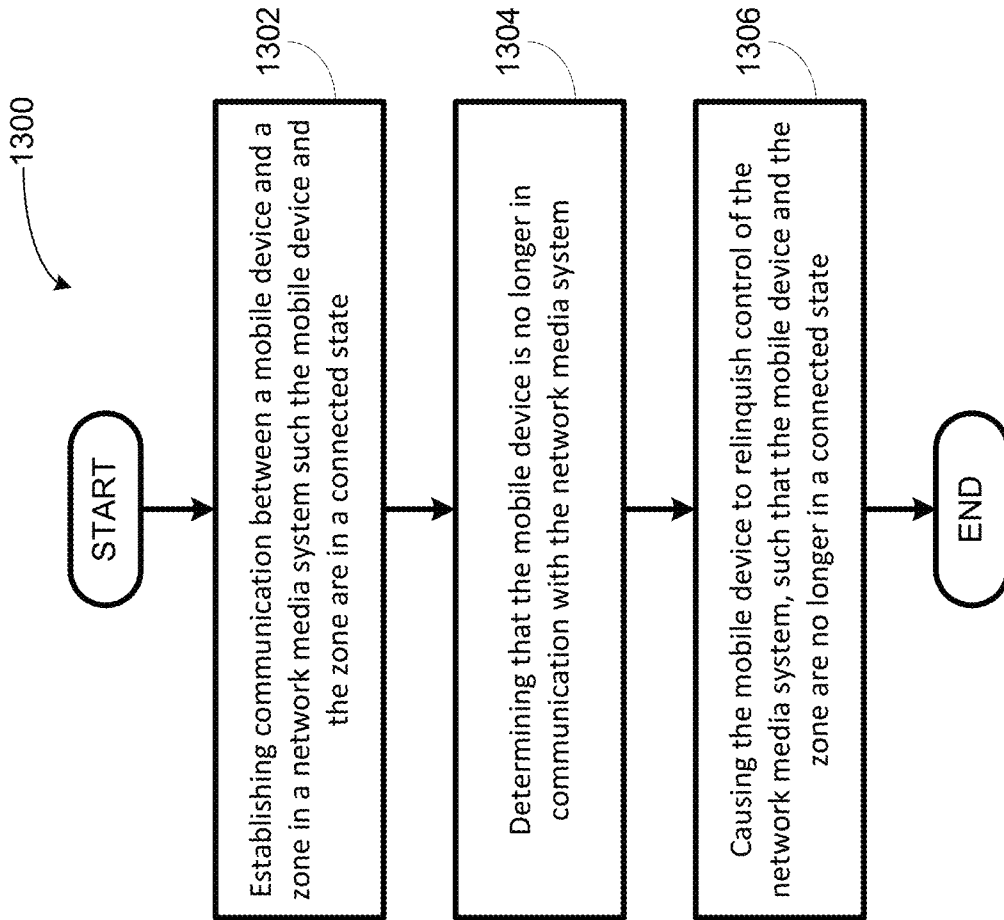 1300
START
Establishing communication between a mobile device and a
zone in a network media system such the mobile device and
the zone are in a connected state
1302
Determining that the mobile device is no longer in
communication with the network media system
1304
Causing the mobile device to relinquish control of the
network media system, such that the mobile device and the
zone are no longer in a connected state
1306
END